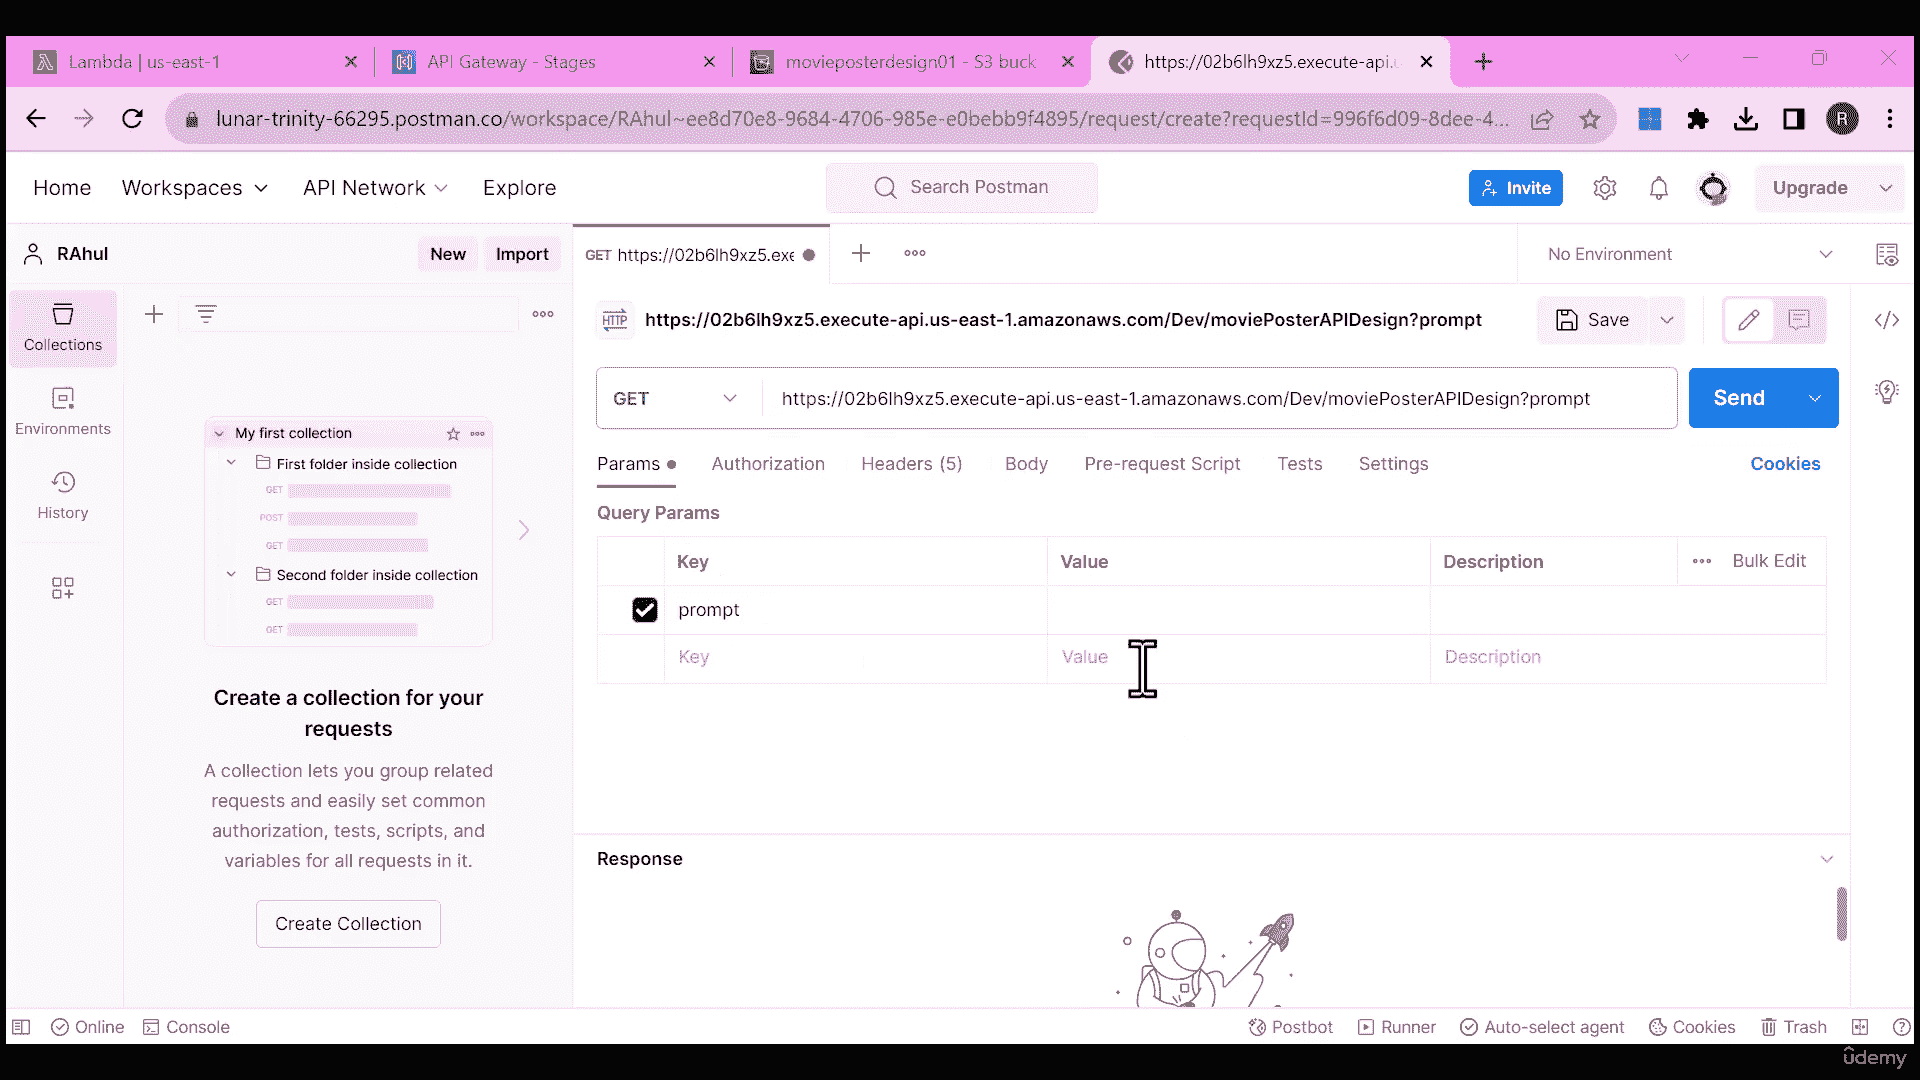 Lambda | us-east-1
API Gateway - Stages
movieposterdesign01 - S3 buck
https://02b6lh9xz5.execute-api.u
lunar-trinity-66295.postman.co/workspace/RAhul~ee8d70e8-9684-4706-985e-e0bebb9f4895/request/create?requestId=996f6d09-8dee-4...
R
Home
Workspaces
API Network
Explore
Search Postman
Invite
Upgrade
RAhul
New
Import
GET https://02b6lh9xz5.exe
No Environment
Collections
Environments
History
HTTP
https://02b6lh9xz5.execute-api.us-east-1.amazonaws.com/Dev/moviePosterAPIDesign?prompt
Save
GET
https://02b6lh9xz5.execute-api.us-east-1.amazonaws.com/Dev/moviePosterAPIDesign?prompt
Send
My first collection
First folder inside collection
GET
POST
GET
Second folder inside collection
GET
GET
Create a collection for your
requests
A collection lets you group related
requests and easily set common
authorization, tests, scripts, and
variables for all requests in it.
Create Collection
Params
Authorization
Headers (5)
Body
Pre-request Script
Tests
Settings
Cookies
Query Params
Key
Value
Description
Bulk Edit
prompt
Key
Value
Description
Response
Online
Console
Postbot
Runner
Auto-select agent
Cookies
Trash
ûdemy